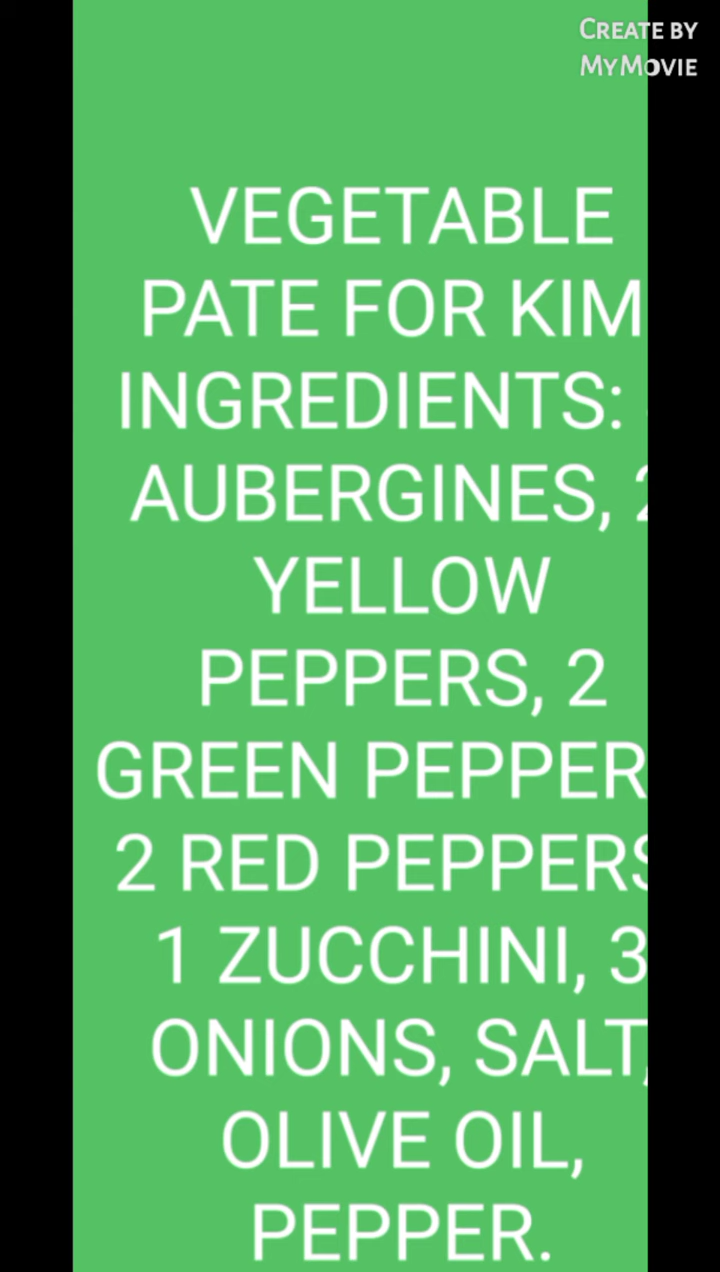 CREATE BY
MYMOVIE
VEGETABLE
PATE FOR KIM
INGREDIENTS:
AUBERGINES, 2
YELLOW
PEPPERS, 2
GREEN PEPPER
2 RED PEPPERS
1 ZUCCHINI, 3
ONIONS, SALT,
OLIVE OIL,
PEPPER.